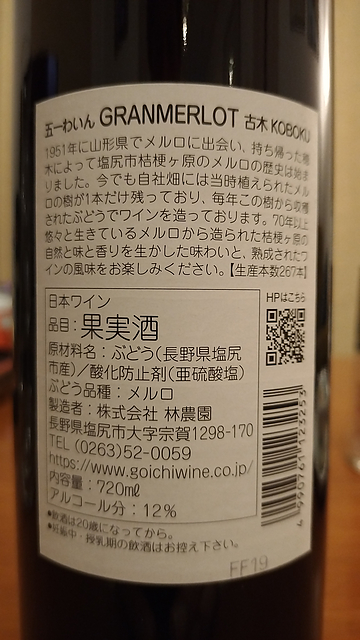 五一わいん GRANMERLOT 古木 KOBOKU
1951年に山形県でメルロに出会い、持ち帰った穂
木によって塩尻市桔梗ヶ原のメルロの歴史は始ま
りました。今でも自社畑には当時植えられたメル
ロの樹が1本だけ残っており、毎年この樹から収穫
されたぶどうでワインを造っております。70年以上
悠々と生きているメルロから造られた桔梗ヶ原の
自然と味と香りを生かした味わいと、熟成されたワ
インの風味をお楽しみください。【生産本数267本】
日本ワイン
品目：果実酒
原材料名：ぶどう（長野県塩尻
市産）/酸化防止剤（亜硫酸塩）
ぶどう品種：メルロ
製造者：株式会社 林農園
長野県塩尻市大字宗賀1298-170
TEL (0263)52-0059
https://www.goichiwine.co.jp/
内容量：720ml
アルコール分：12%
HPはこちら
4 990761 123253
●飲酒は20歳になってから。
●妊娠中・授乳期の飲酒はお控え下さい。
FF19